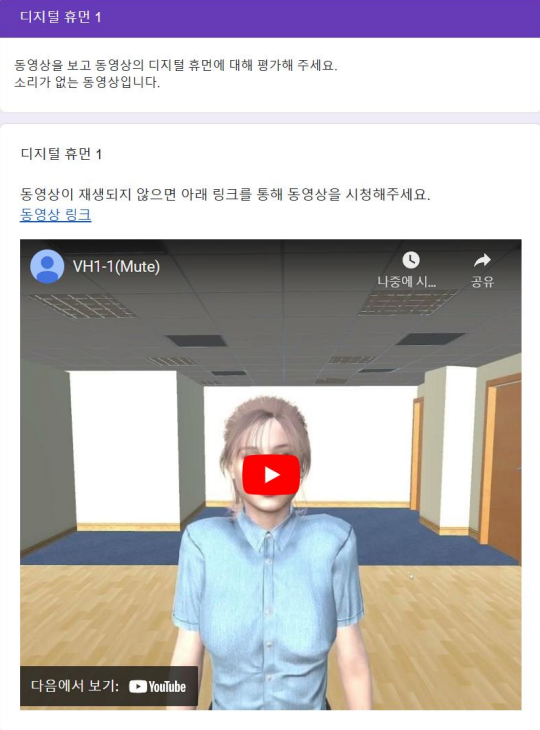 디지털 휴먼 1
동영상을 보고 동영상의 디지털 휴먼에 대해 평가해 주세요.
소리가 없는 동영상입니다.
디지털 휴먼 1
동영상이 재생되지 않으면 아래 링크를 통해 동영상을 시청해주세요.
동영상 링크
VH1-1(Mute)
나중에 시...
공유
다음에서 보기: YouTube